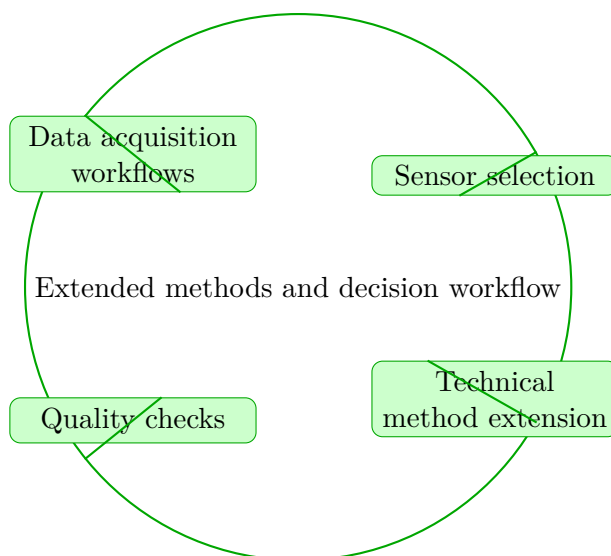 Data acquisition
workflows
Sensor selection
Extended methods and decision workflow
Quality checks
Technical
method extension